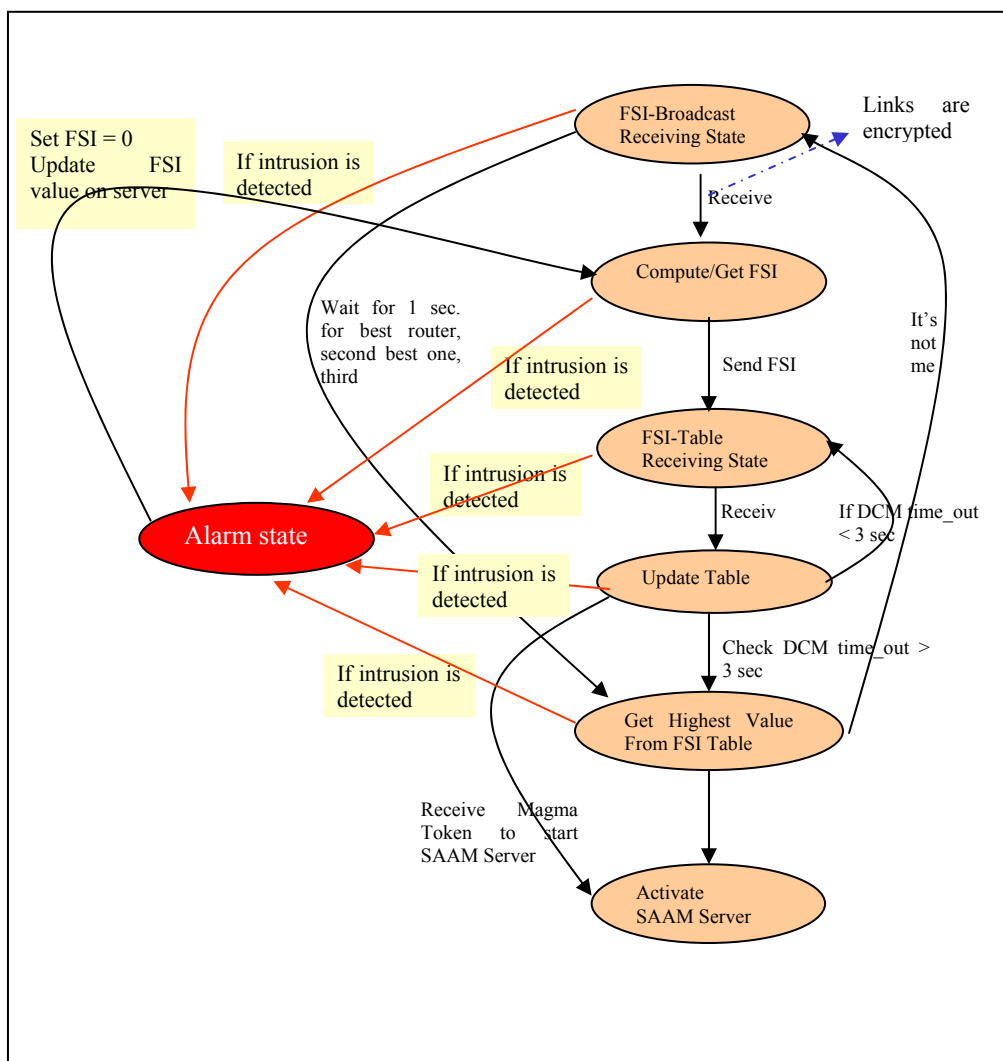 FSI-Broadcast
Receiving State
Links are
encrypted
Set FSI = 0
Update FSI
value on server
If intrusion is
detected
Receive
Compute/Get FSI
Wait for 1 sec.
for best router,
second best one,
third
It's
not
me
If intrusion is
detected
Send FSI
FSI-Table
Receiving State
If intrusion is
detected
Receiv
If DCM time_out
< 3 sec
Alarm state
If intrusion is
detected
Update Table
Check DCM time_out >
3 sec
If intrusion is
detected
Get Highest Value
From FSI Table
Receive Magma
Token to start
SAAM Server
Activate
SAAM Server